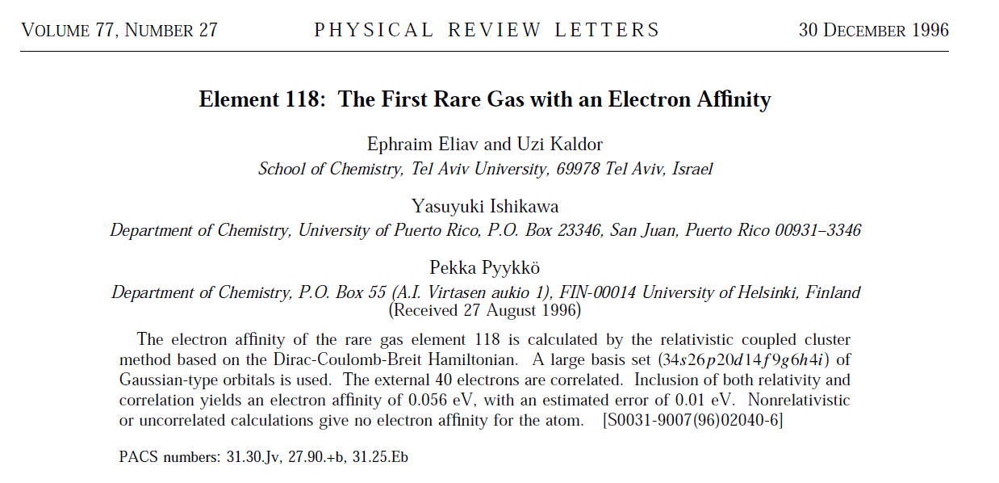 VOLUME 77, NUMBER 27 PHYSICAL REVIEW LETTERS 30 DECEMBER 1996
Element 118: The First Rare Gas with an Electron Affinity
Ephraim Eliav and Uzi Kaldor
School of Chemistry, Tel Aviv University, 69978 Tel Aviv, Israel
Yasuyuki Ishikawa
Department of Chemistry, University of Puerto Rico, P.O. Box 23346, San Juan, Puerto Rico 00931–3346
Pekka Pyykkö
Department of Chemistry, P.O. Box 55 (A.I. Virtasen aukio 1), FIN-00014 University of Helsinki, Finland
(Received 27 August 1996)
The electron affinity of the rare gas element 118 is calculated by the relativistic coupled cluster
method based on the Dirac-Coulomb-Breit Hamiltonian. A large basis set (34s26p20d14f9g6h4i) of
Gaussian-type orbitals is used. The external 40 electrons are correlated. Inclusion of both relativity and
correlation yields an electron affinity of 0.056 eV, with an estimated error of 0.01 eV. Nonrelativistic
or uncorrelated calculations give no electron affinity for the atom. [S0031-9007(96)02040-6]
PACS numbers: 31.30.Jv, 27.90.+b, 31.25.Eb